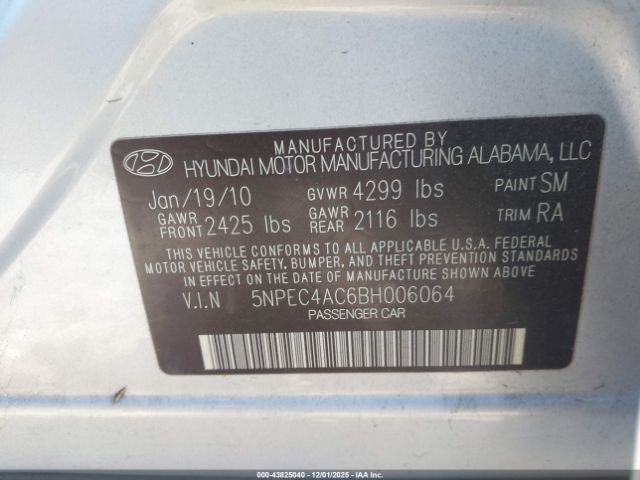 MANUFACTURED BY
HYUNDAI MOTOR MANUFACTURING ALABAMA, LLC
Jan/19/10 GVWR 4299 lbs PAINT SM
GAWR FRONT 2425 lbs GAWR REAR 2116 lbs TRIM RA
THIS VEHICLE CONFORMS TO ALL APPLICABLE U.S.A. FEDERAL
MOTOR VEHICLE SAFETY, BUMPER, AND THEFT PREVENTION
STANDARDS IN EFFECT ON THE DATE OF MANUFACTURE SHOWN ABOVE.
V.I.N 5NPEC4AC6BH006064
PASSENGER CAR
000-43825040 - 12/01/2025 - IAAI.COM